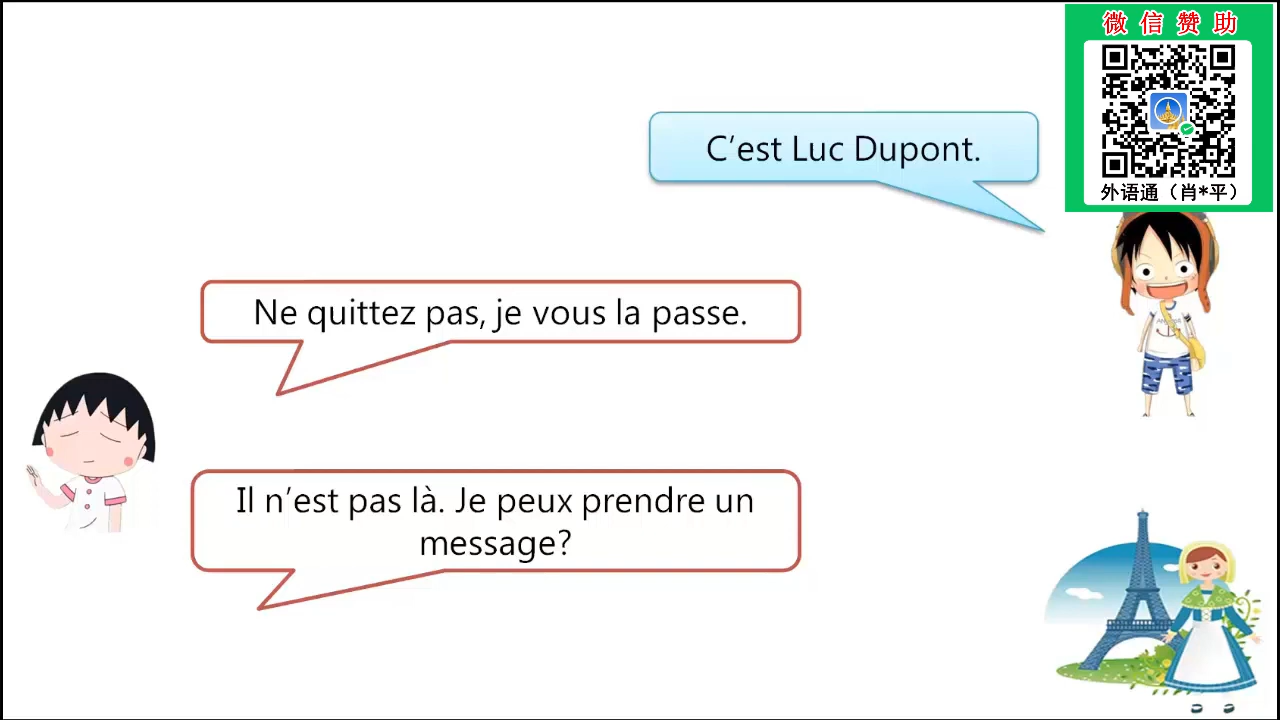 微信赞助
外语通（肖*平）
C’est Luc Dupont.
Ne quittez pas, je vous la passe.
Il n’est pas là. Je peux prendre un
message?